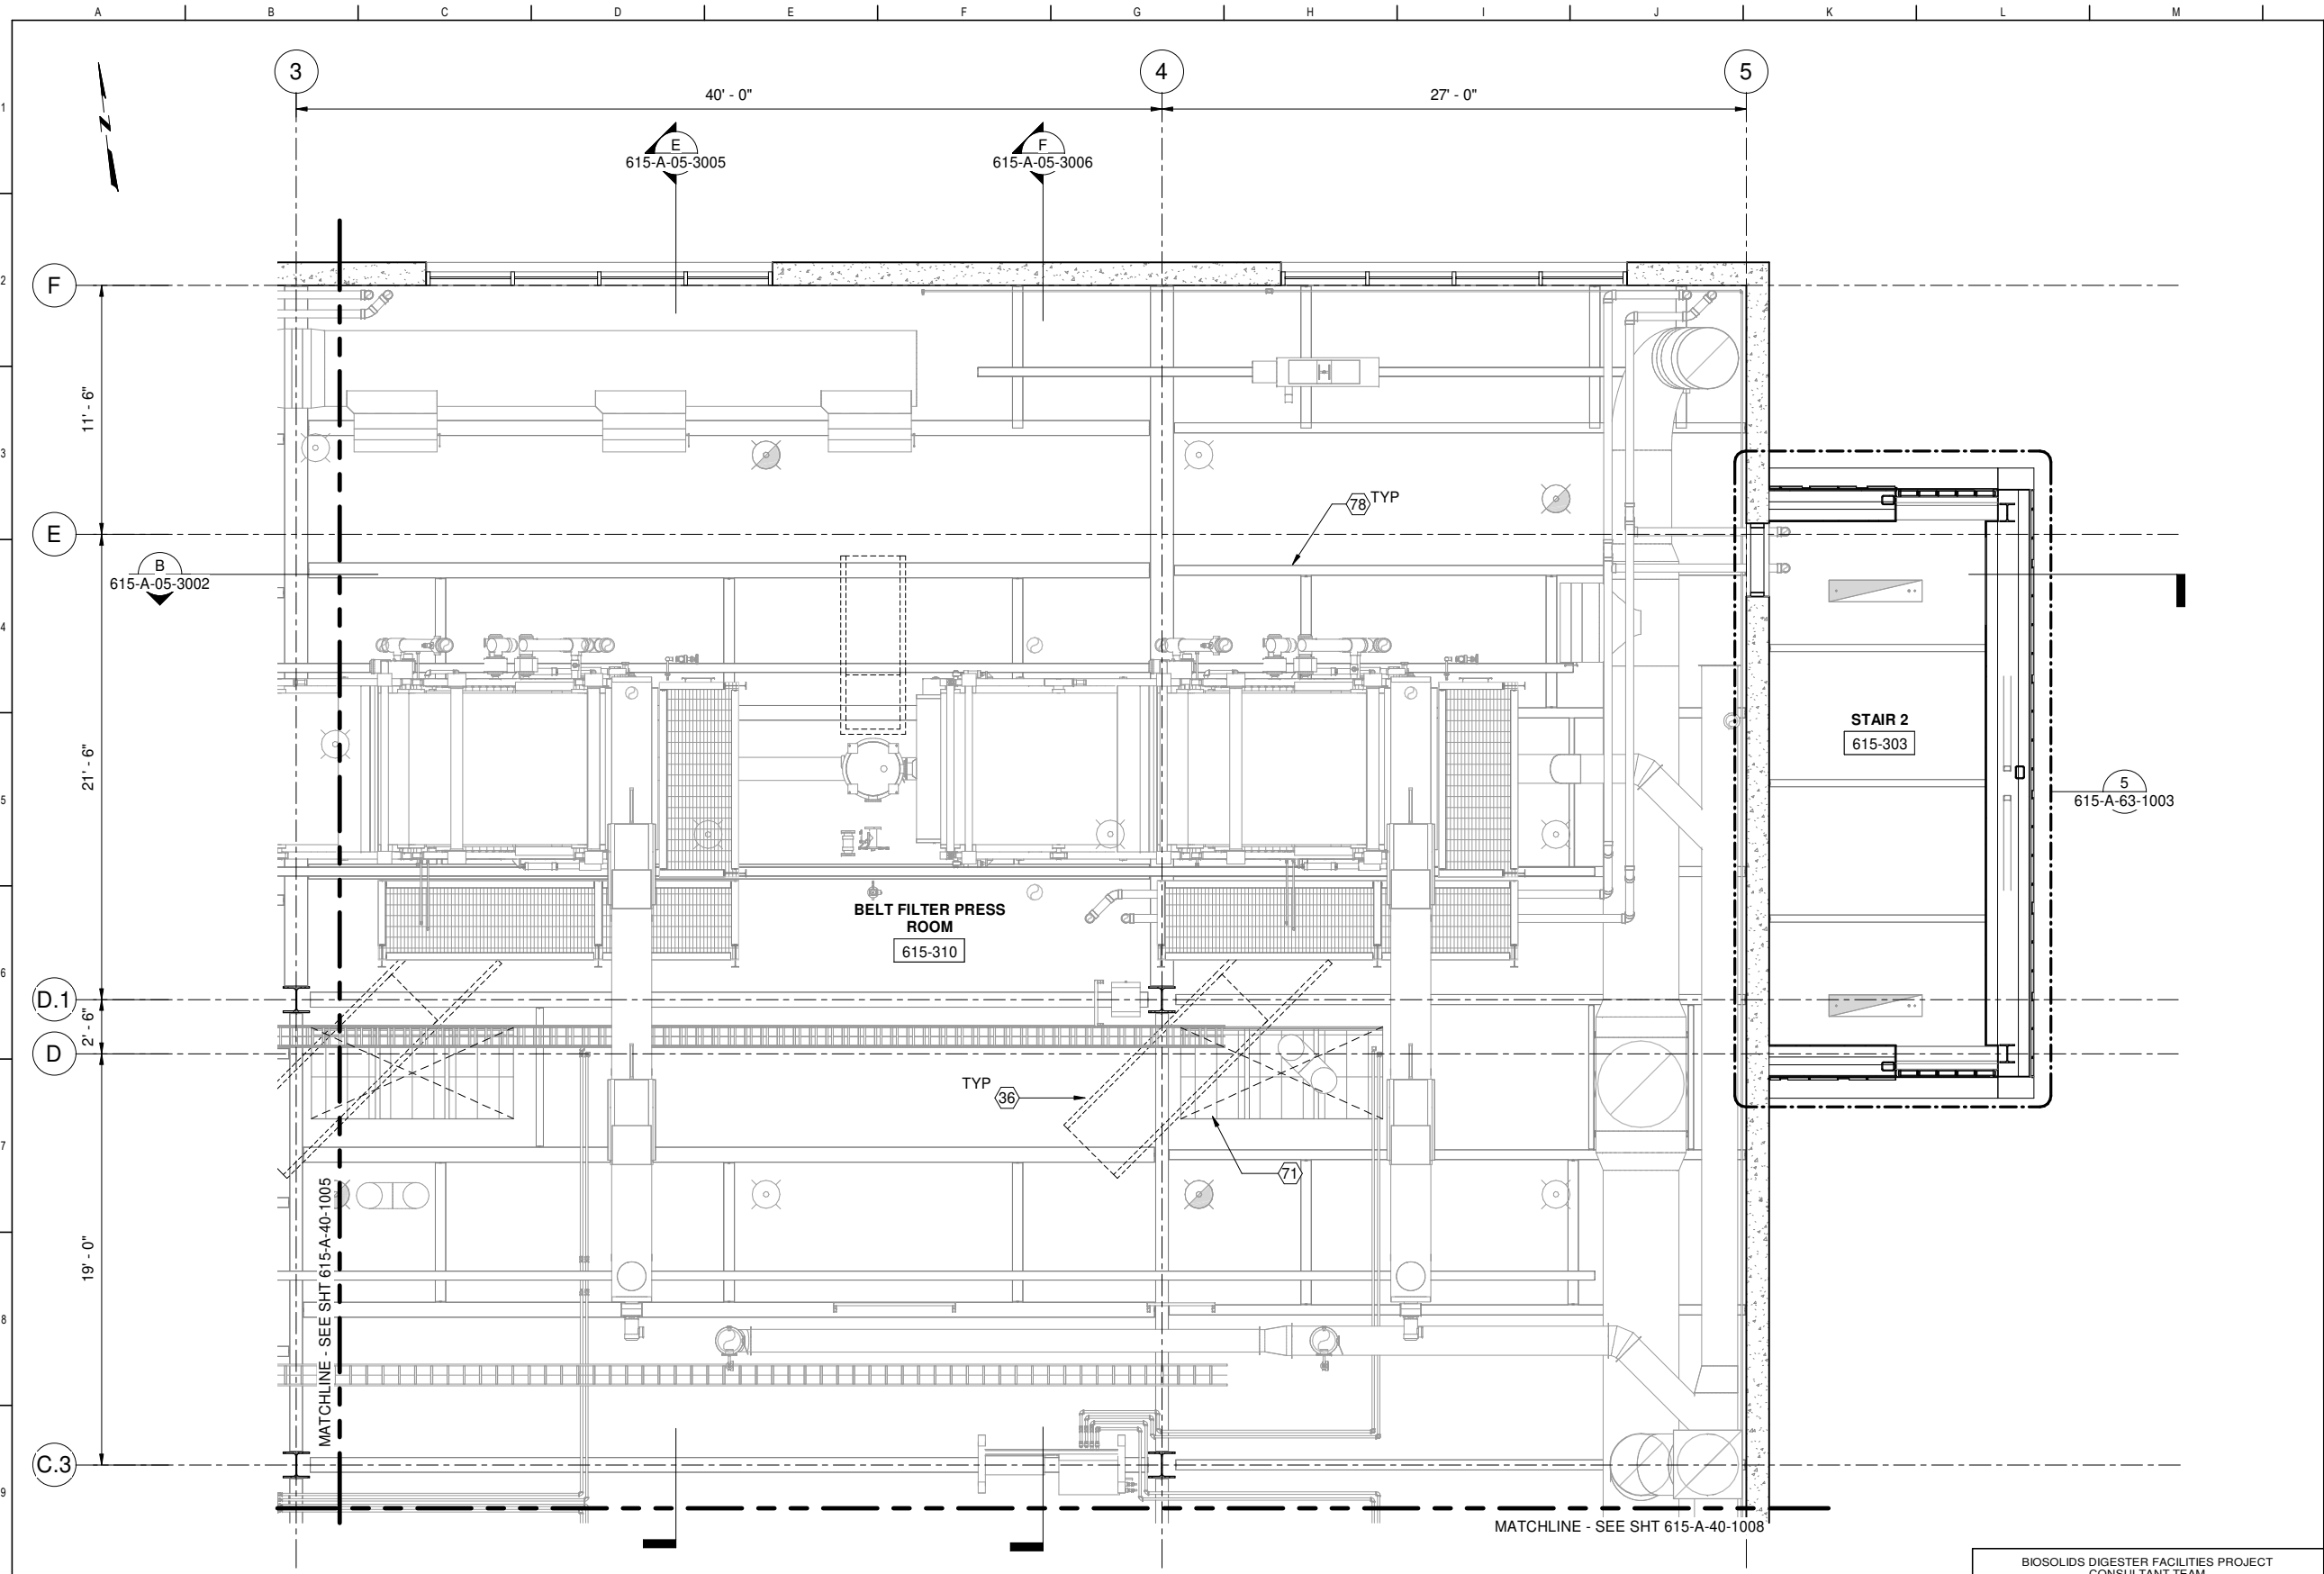 A B C D E F G H I J K L M
3 4 5
40' - 0" 27' - 0"
1
E
615-A-05-3005
F
615-A-05-3006
2
F
11' - 6"
3
78 TYP
E
B
615-A-05-3002
4
STAIR 2
615-303
21' - 6"
5
5
615-A-63-1003
BELT FILTER PRESS
ROOM
615-310
6
D.1
2' - 6"
D
TYP
36
7
71
MATCHLINE - SEE SHT 615-A-40-1005
19' - 0"
8
C.3
9
MATCHLINE - SEE SHT 615-A-40-1008
BIOSOLIDS DIGESTER FACILITIES PROJECT
CONSULTANT TEAM